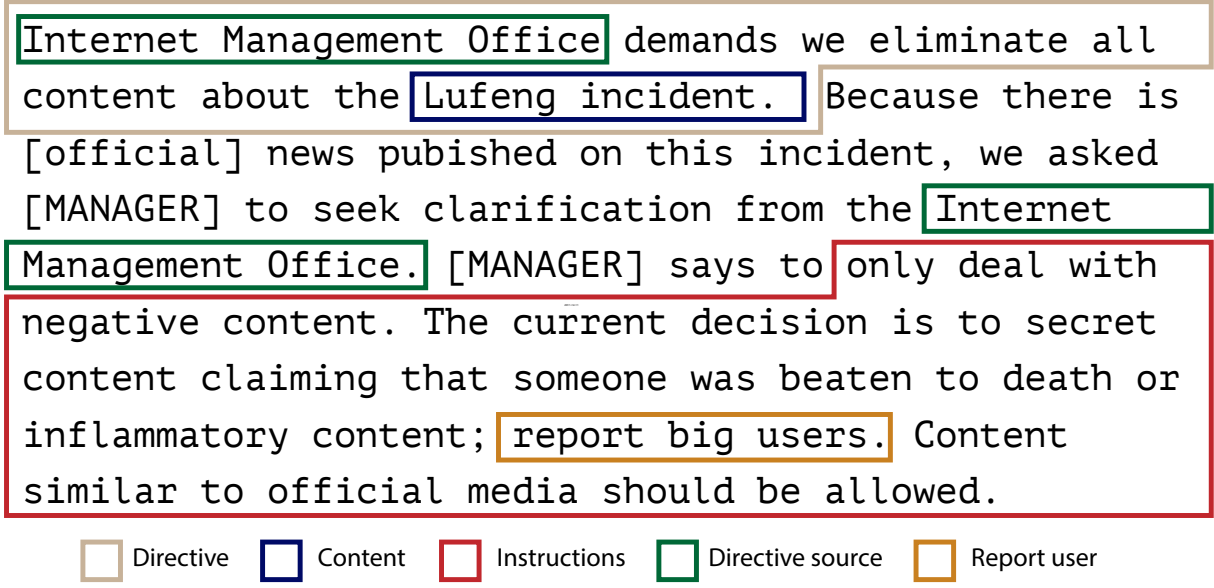 Internet Management Office demands we eliminate all
content about the Lufeng incident. Because there is
[official] news pubished on this incident, we asked
[MANAGER] to seek clarification from the Internet
Management Office. [MANAGER] says to only deal with
negative content. The current decision is to secret
content claiming that someone was beaten to death or
inflammatory content; report big users. Content
similar to official media should be allowed.
Directive Content Instructions Directive source Report user